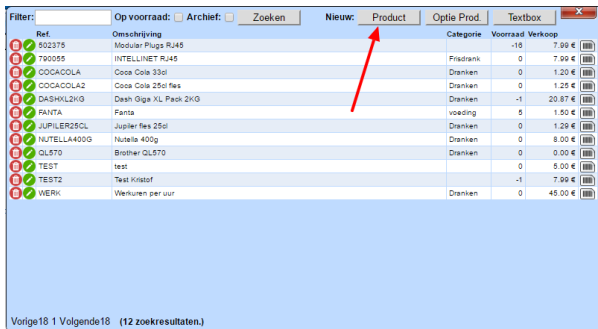 Filter: Op voorraad: Archief: Zoeken Nieuw: Product Optie Prod. Textbox X
Ref. Omschrijving Categorie Voorraad Verkoop
502375 Modular Plugs RJ45 -16 7.99 €
790055 INTELLINET RJ45 Frisdrank 0 7.99 €
COCACOLA Coca Cola 33cl Dranken 0 1.20 €
COCACOLA2 Coca Cola 25cl fles Dranken 0 1.25 €
DASHXL2KG Dash Giga XL Pack 2KG Dranken -1 20.87 €
FANTA Fanta voeding 5 1.50 €
JUPILER25CL Jupiler fles 25cl Dranken 0 1.29 €
NUTELLA400G Nutella 400g Dranken 0 8.00 €
QL570 Brother QL570 Dranken 0 0.00 €
TEST test 0 5.00 €
TEST2 Test Kristof -1 7.99 €
WERK Werkuren per uur Dranken 0 45.00 €
Vorige18 1 Volgende18 (12 zoekresultaten.)